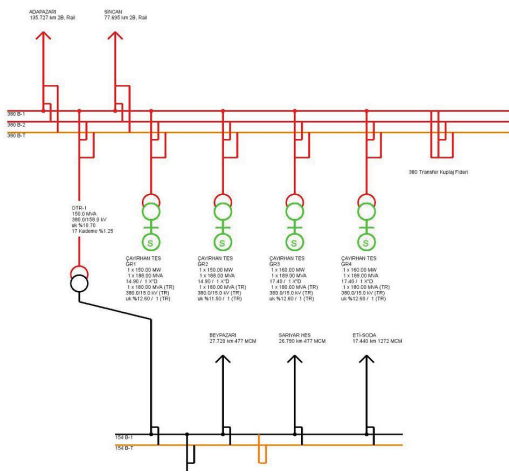 ADAPAZARI
135.727 km 2B, Rail
SİNCAN
77.695 km 2B, Rail
380 B-1
380 B-2
380 B-T
380 Transfer Kuplaj Fideri
OTR-1
150.0 MVA
380.0/158.0 kV
uk %10.70
17 Kademe %1.25
ÇAYIRHAN TES
GR1
1 x 150.00 MW
1 x 188.00 MVA
14.90 / 1 X"D
1 x 180.00 MVA (TR)
380.0/15.0 kV (TR)
uk %12.60 / 1 (TR)
ÇAYIRHAN TES
GR2
1 x 150.00 MW
1 x 188.00 MVA
14.90 / 1 X"D
1 x 180.00 MVA (TR)
380.0/15.0 kV (TR)
uk %11.50 / 1 (TR)
ÇAYIRHAN TES
GR3
1 x 160.00 MW
1 x 189.00 MVA
17.40 / 1 X"D
1 x 180.00 MVA (TR)
380.0/15.0 kV (TR)
uk %12.60 / 1 (TR)
ÇAYIRHAN TES
GR4
1 x 160.00 MW
1 x 189.00 MVA
17.40 / 1 X"D
1 x 180.00 MVA (TR)
380.0/15.0 kV (TR)
uk %12.60 / 1 (TR)
S
S
S
S
BEYPAZARI
27.720 km 477 MCM
SARIYAR HES
26.750 km 477 MCM
ETİ-SODA
17.440 km 1272 MCM
154 B-1
154 B-T